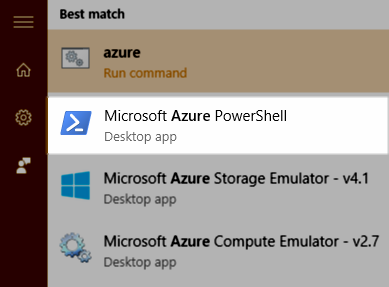 Best match
azure
Run command
Microsoft Azure PowerShell
Desktop app
Microsoft Azure Storage Emulator - v4.1
Desktop app
Microsoft Azure Compute Emulator - v2.7
Desktop app